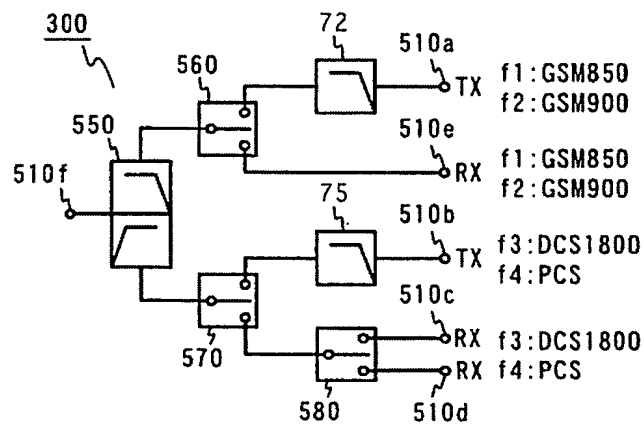 300
72
510a
TX f1:GSM850
f2:GSM900
560
550
510e
RX f1:GSM850
f2:GSM900
510f
75
510b
TX f3:DCS1800
f4:PCS
510c
RX f3:DCS1800
570
RX f4:PCS
580
510d